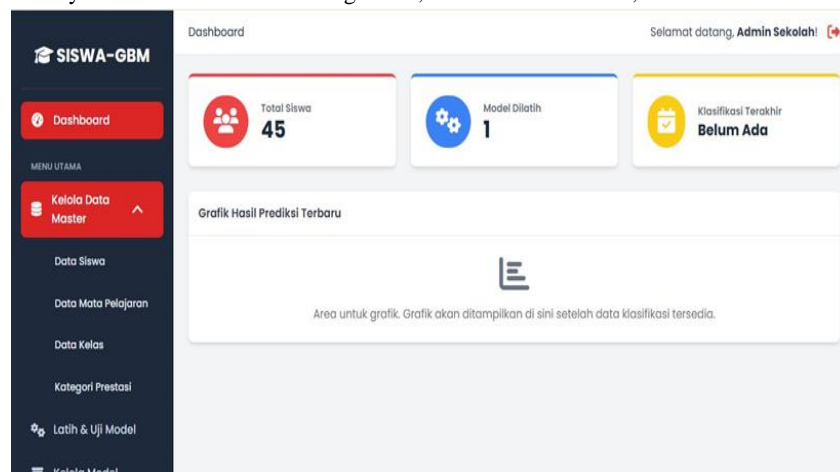 SISWA-GBM
Dashboard
MENU UTAMA
Kelola Data
Master
Data Siswa
Data Mata Pelajaran
Data Kelas
Kategori Prestasi
Latih & Uji Model
Kelola Model
Dashboard
Selamat datang, Admin Sekolah!
Total Siswa
45
Model Dilatih
1
Klasifikasi Terakhir
Belum Ada
Grafik Hasil Prediksi Terbaru
Area untuk grafik. Grafik akan ditampilkan di sini setelah data klasifikasi tersedia.